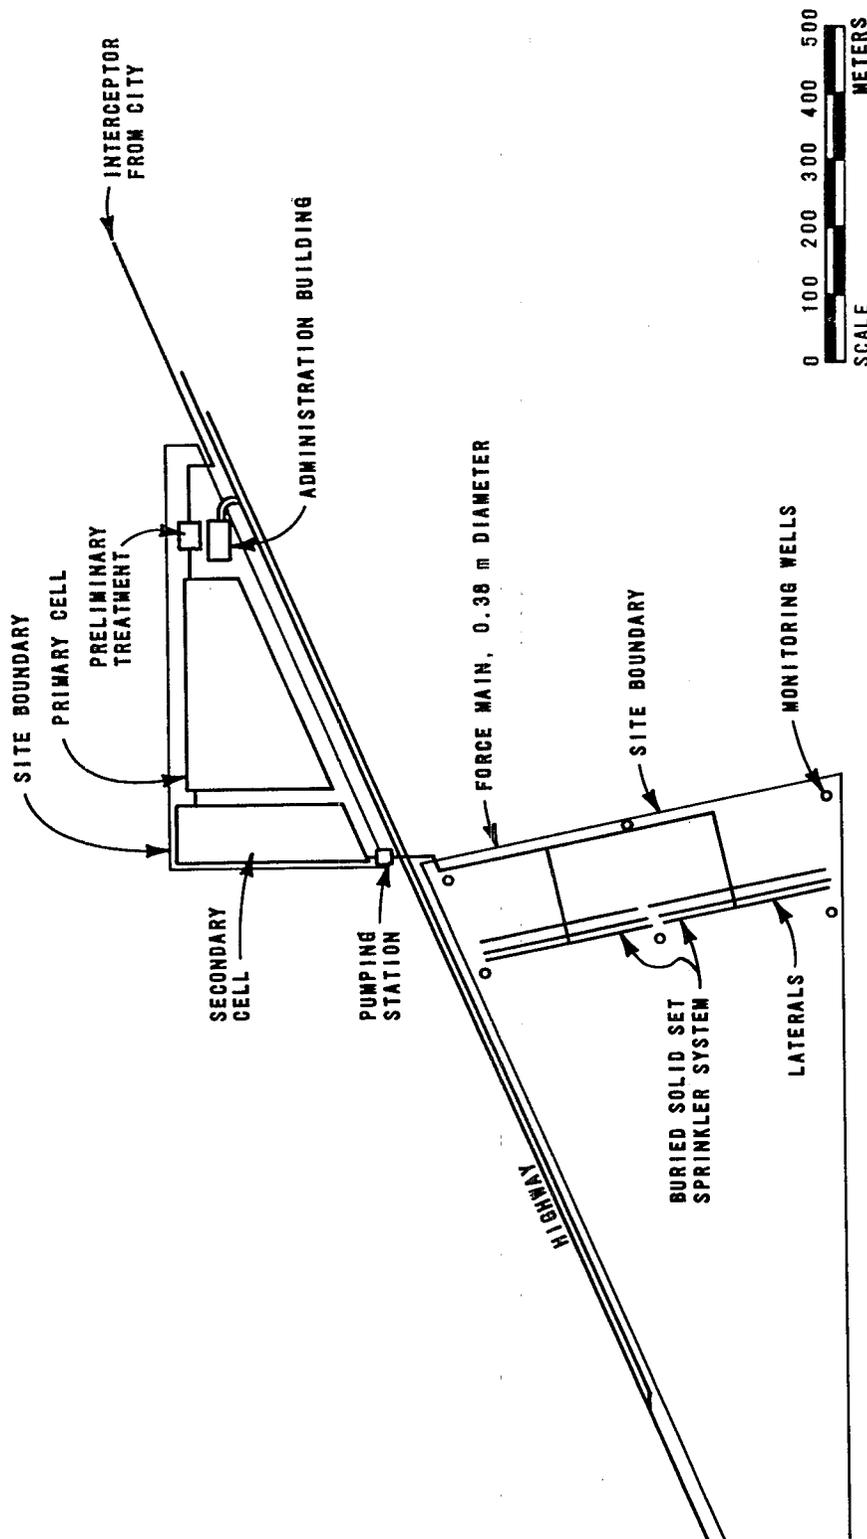 INTERCEPTOR
FROM CITY
SITE BOUNDARY
PRIMARY CELL
PRELIMINARY
TREATMENT
ADMINISTRATION BUILDING
SECONDARY
CELL
PUMPING
STATION
FORCE MAIN, 0.38 m DIAMETER
SITE BOUNDARY
MONITORING WELLS
HIGHWAY
BURIED SOLID SET
SPRINKLER SYSTEM
LATERALS
0 100 200 300 400 500
SCALE METERS